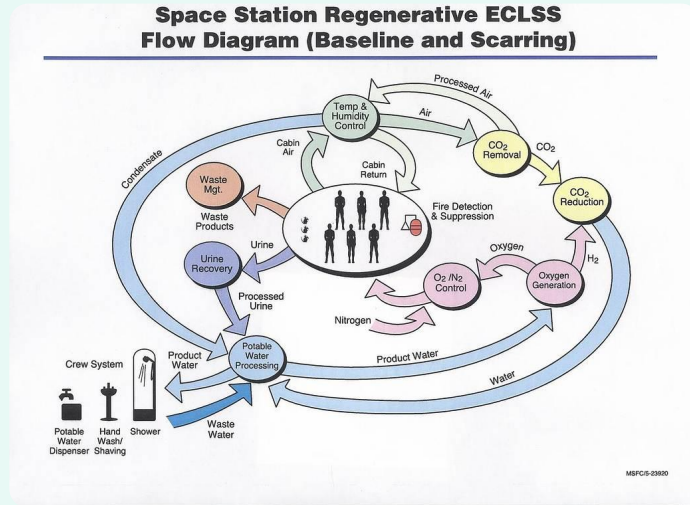 Space Station Regenerative ECLSS
Flow Diagram (Baseline and Scarring)
Processed Air
Temp &
Humidity
Control
Air
CO2
Removal
CO2
CO2
Reduction
Condensate
Cabin
Air
Cabin
Return
Waste
Mgt.
Waste
Products
Fire Detection
& Suppression
Urine
Urine
Recovery
Processed
Urine
Oxygen
H2
O2 /N2
Control
Oxygen
Generation
Nitrogen
Potable
Water
Processing
Product Water
Water
Crew System
Product
Water
Waste
Water
Potable
Water
Dispenser
Hand
Wash/
Shaving
Shower
MSFC/5-23920